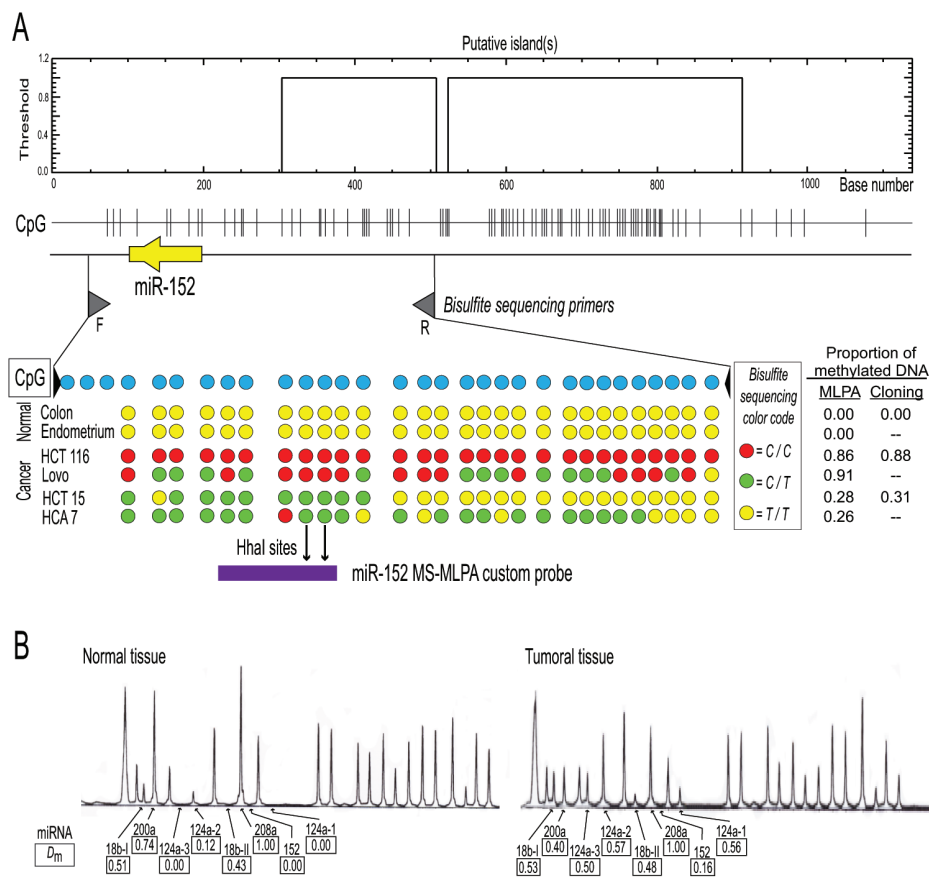 A
Putative island(s)
1.2
0.8
0.4
0.0
Threshold
0 200 400 600 800 1000 Base number
CpG
miR-152
F
R
Bisulfite sequencing primers
CpG
Normal
Colon
Endometrium
Cancer
HCT 116
Lovo
HCT 15
HCA 7
Bisulfite
sequencing
color code
= C / C
= C / T
= T / T
Proportion of
methylated DNA
MLPA Cloning
0.00 0.00
0.00 --
0.86 0.88
0.91 --
0.28 0.31
0.26 --
HhaI sites
miR-152 MS-MLPA custom probe
B
Normal tissue
Tumoral tissue
miRNA
Dm
18b-I
0.51
200a
0.74
124a-3
0.00
124a-2
0.12
18b-II
0.43
208a
1.00
152
0.00
124a-1
0.00
18b-I
0.53
200a
0.40
124a-3
0.50
124a-2
0.57
18b-II
0.48
208a
1.00
152
0.16
124a-1
0.56